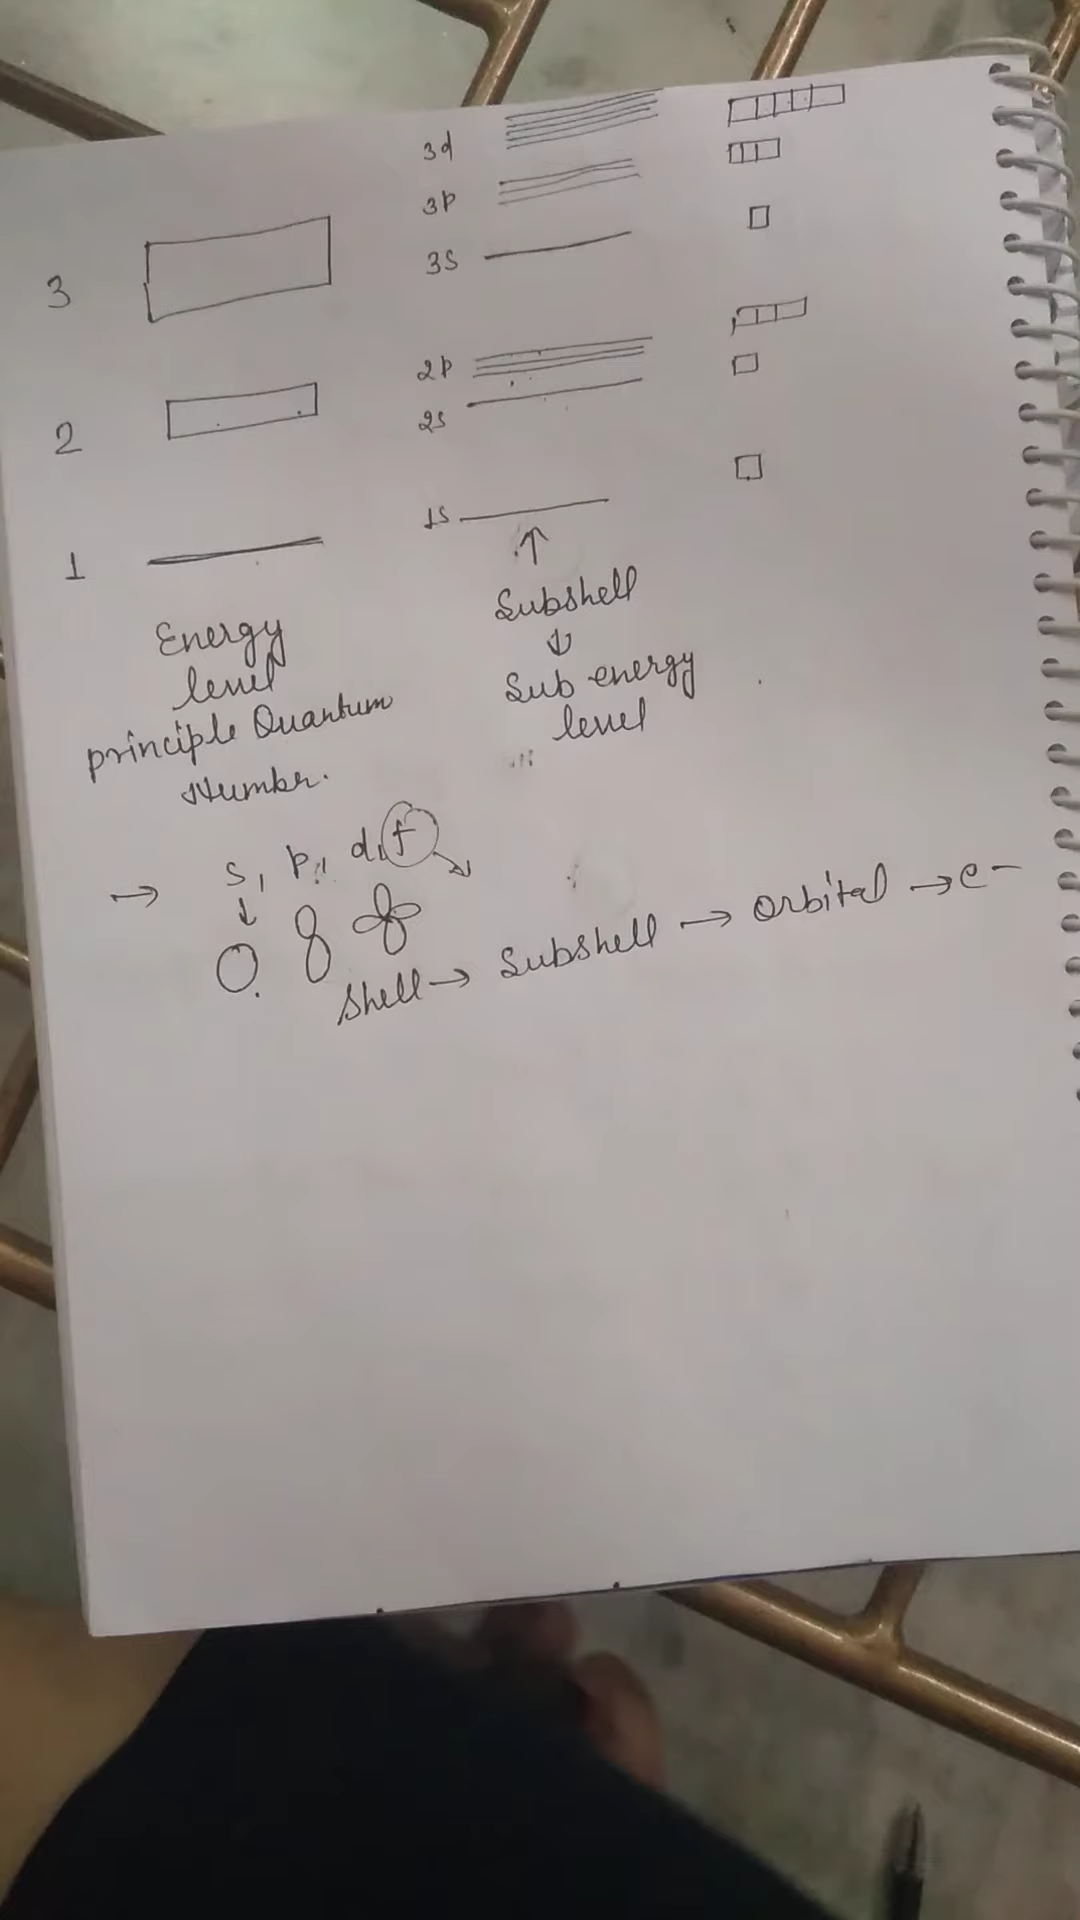 3d
3p
3
3s
2p
2
2s
1s
1
Subshell
Energy
level
Sub energy
level
principle Quantum
Numbr.
→ s, p, d, f
Shell → Subshell → orbital → e-